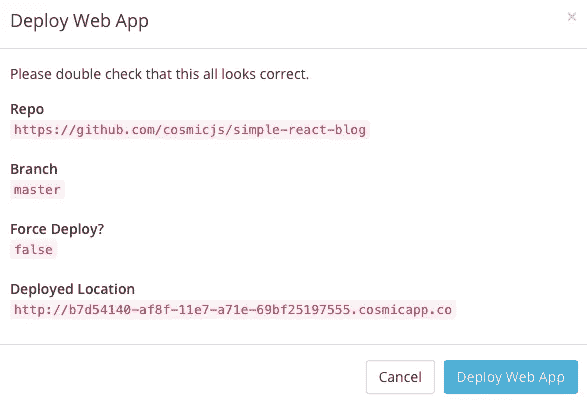 Deploy Web App
×
Please double check that this all looks correct.
Repo
https://github.com/cosmicjs/simple-react-blog
Branch
master
Force Deploy?
false
Deployed Location
http://b7d54140-af8f-11e7-a71e-69bf25197555.cosmicapp.co
Cancel
Deploy Web App